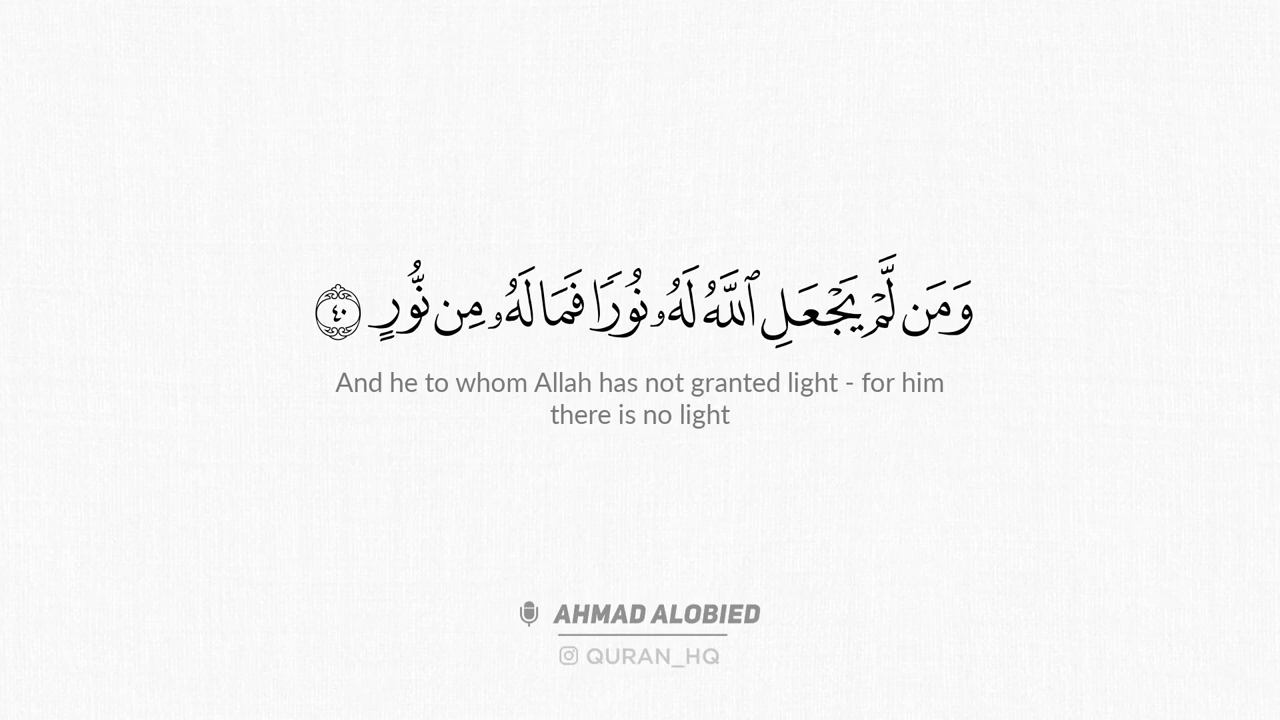 وَمَن لَّمْ يَجْعَلِ ٱللَّهُ لَهُۥ نُورًا فَمَا لَهُۥ مِن نُّورٍ ٤٠
And he to whom Allah has not granted light - for him
there is no light
AHMAD ALOBIED
QURAN_HQ